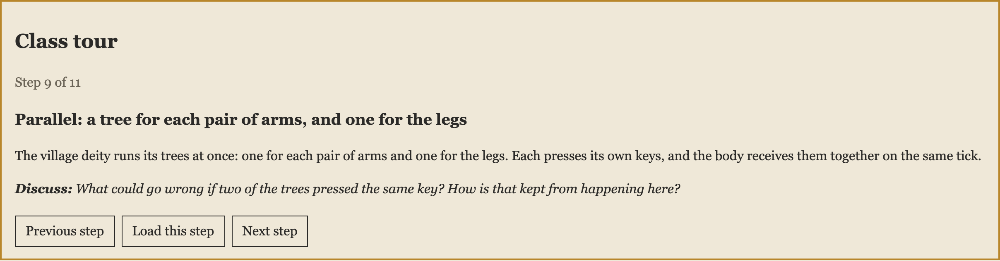 Class tour
Step 9 of 11
Parallel: a tree for each pair of arms, and one for the legs
The village deity runs its trees at once: one for each pair of arms and one for the legs. Each presses its own keys, and the body receives them together on the same tick.
Discuss: What could go wrong if two of the trees pressed the same key? How is that kept from happening here?
Previous step
Load this step
Next step